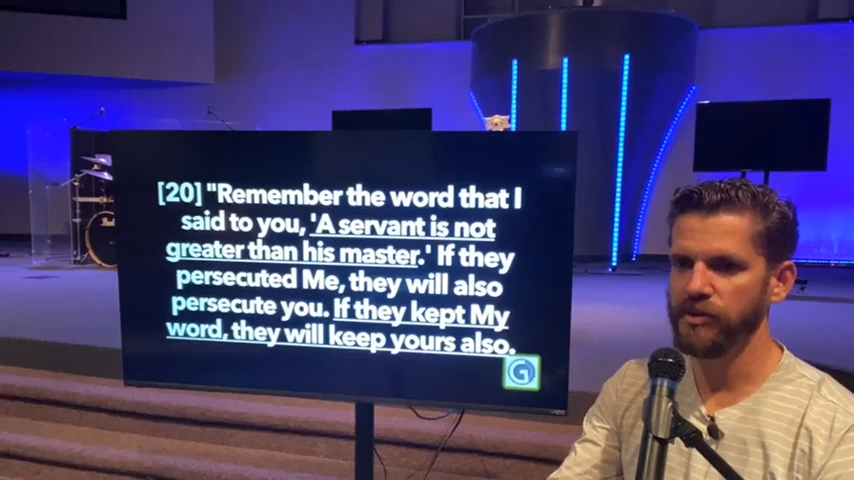 [20] "Remember the word that I
said to you, 'A servant is not
greater than his master.' If they
persecuted Me, they will also
persecute you. If they kept My
word, they will keep yours also.
G